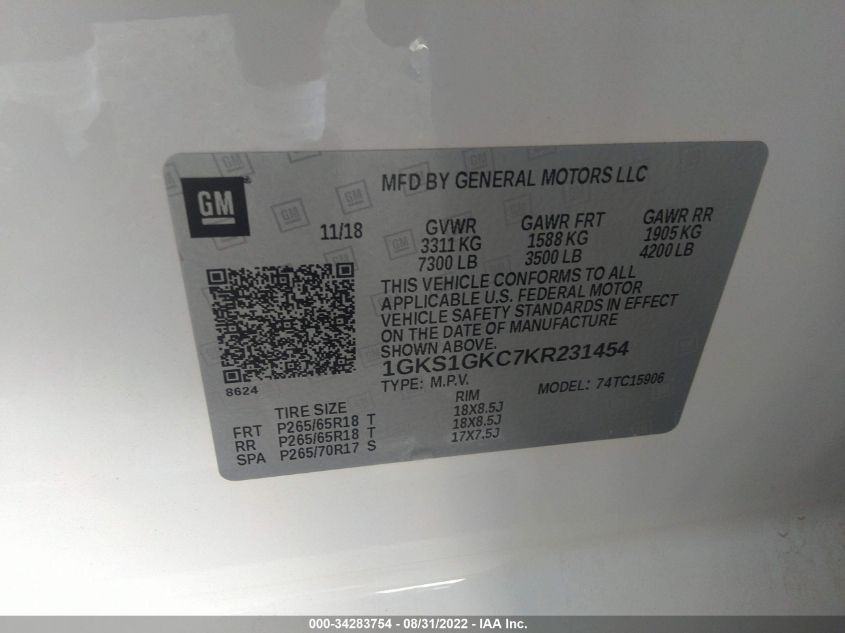 GM
MFD BY GENERAL MOTORS LLC
11/18
GVWR GAWR FRT GAWR RR
3311 KG 1588 KG 1905 KG
7300 LB 3500 LB 4200 LB
THIS VEHICLE CONFORMS TO ALL
APPLICABLE U.S. FEDERAL MOTOR
VEHICLE SAFETY STANDARDS IN EFFECT
ON THE DATE OF MANUFACTURE
SHOWN ABOVE.
1GKS1GKC7KR231454
TYPE: M.P.V. MODEL: 74TC15906
8624
TIRE SIZE RIM
FRT P265/65R18 T 18X8.5J
RR P265/65R18 T 18X8.5J
SPA P265/70R17 S 17X7.5J
000-34283754 - 08/31/2022 - IAA Inc.